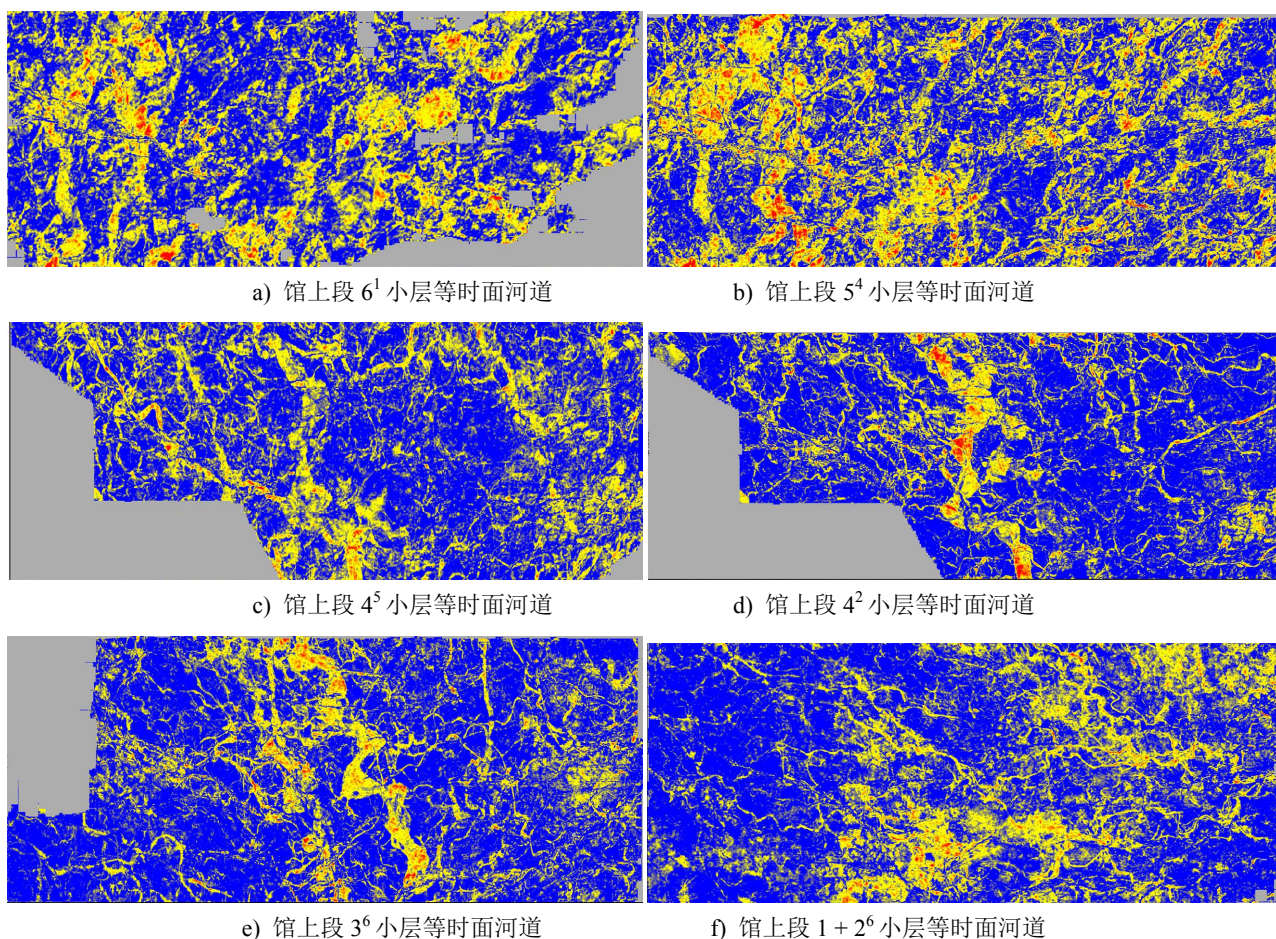 a) 馆上段 6¹ 小层等时面河道
b) 馆上段 5⁴ 小层等时面河道
c) 馆上段 4⁵ 小层等时面河道
d) 馆上段 4² 小层等时面河道
e) 馆上段 3⁶ 小层等时面河道
f) 馆上段 1 + 2⁶ 小层等时面河道